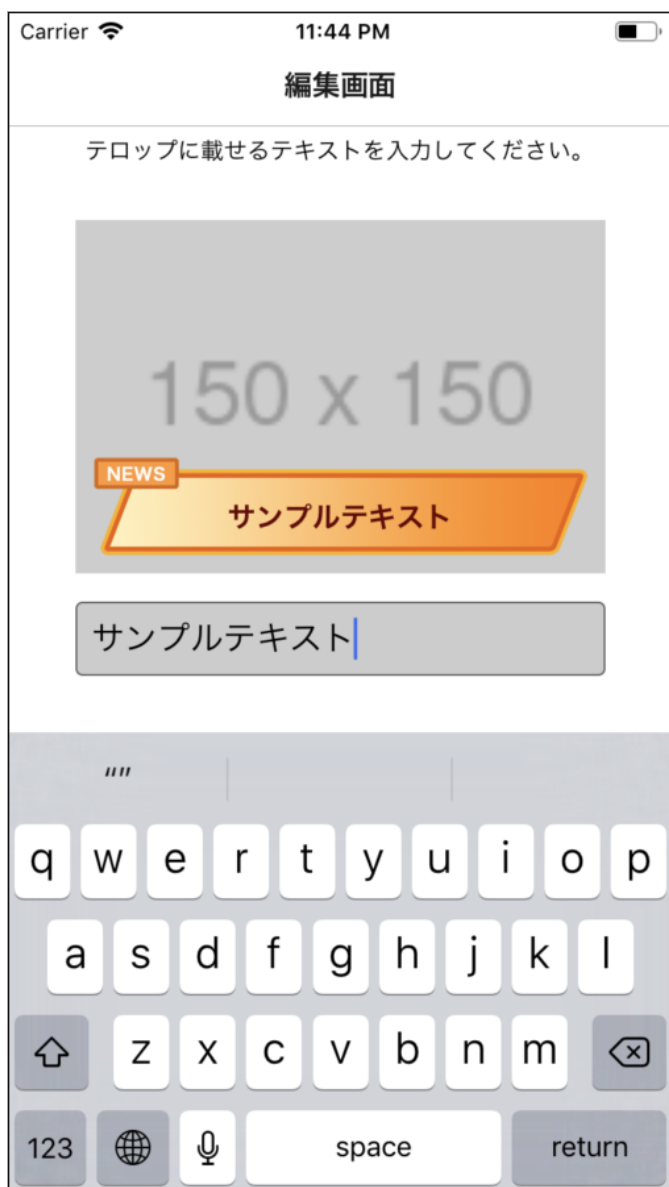 Carrier 11:44 PM
編集画面
テロップに載せるテキストを入力してください。
150 x 150
NEWS
サンプルテキスト
サンプルテキスト
“”
q w e r t y u i o p
a s d f g h j k l
z x c v b n m
123 space return